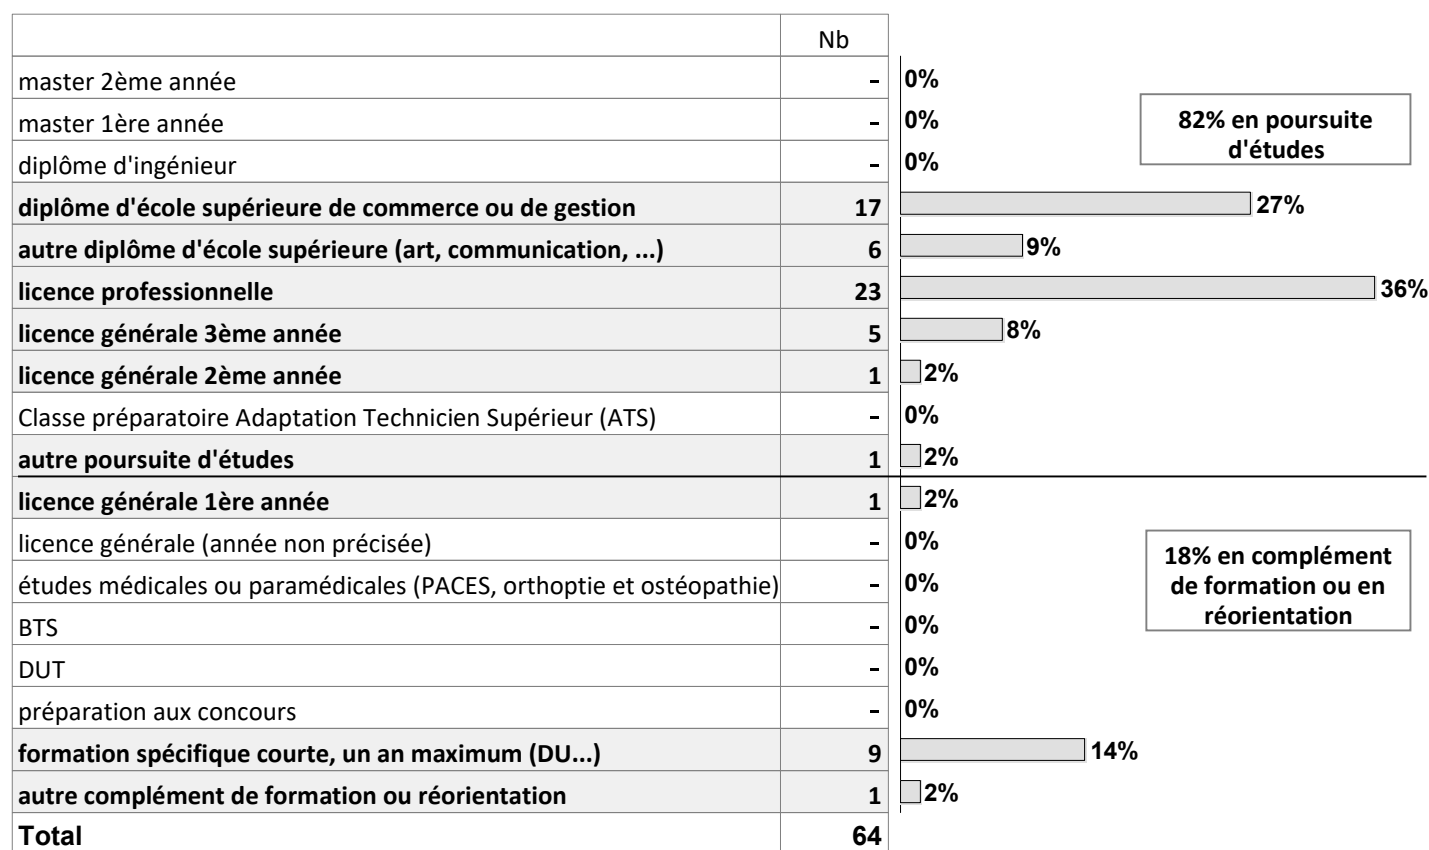 Nb
master 2ème année - 0%
master 1ère année - 0%
diplôme d'ingénieur - 0%
82% en poursuite
d'études
diplôme d'école supérieure de commerce ou de gestion 17 27%
autre diplôme d'école supérieure (art, communication, ...) 6 9%
licence professionnelle 23 36%
licence générale 3ème année 5 8%
licence générale 2ème année 1 2%
Classe préparatoire Adaptation Technicien Supérieur (ATS) - 0%
autre poursuite d'études 1 2%
licence générale 1ère année 1 2%
licence générale (année non précisée) - 0%
études médicales ou paramédicales (PACES, orthoptie et ostéopathie) - 0%
BTS - 0%
18% en complément
de formation ou en
réorientation
DUT - 0%
préparation aux concours - 0%
formation spécifique courte, un an maximum (DU...) 9 14%
autre complément de formation ou réorientation 1 2%
Total 64